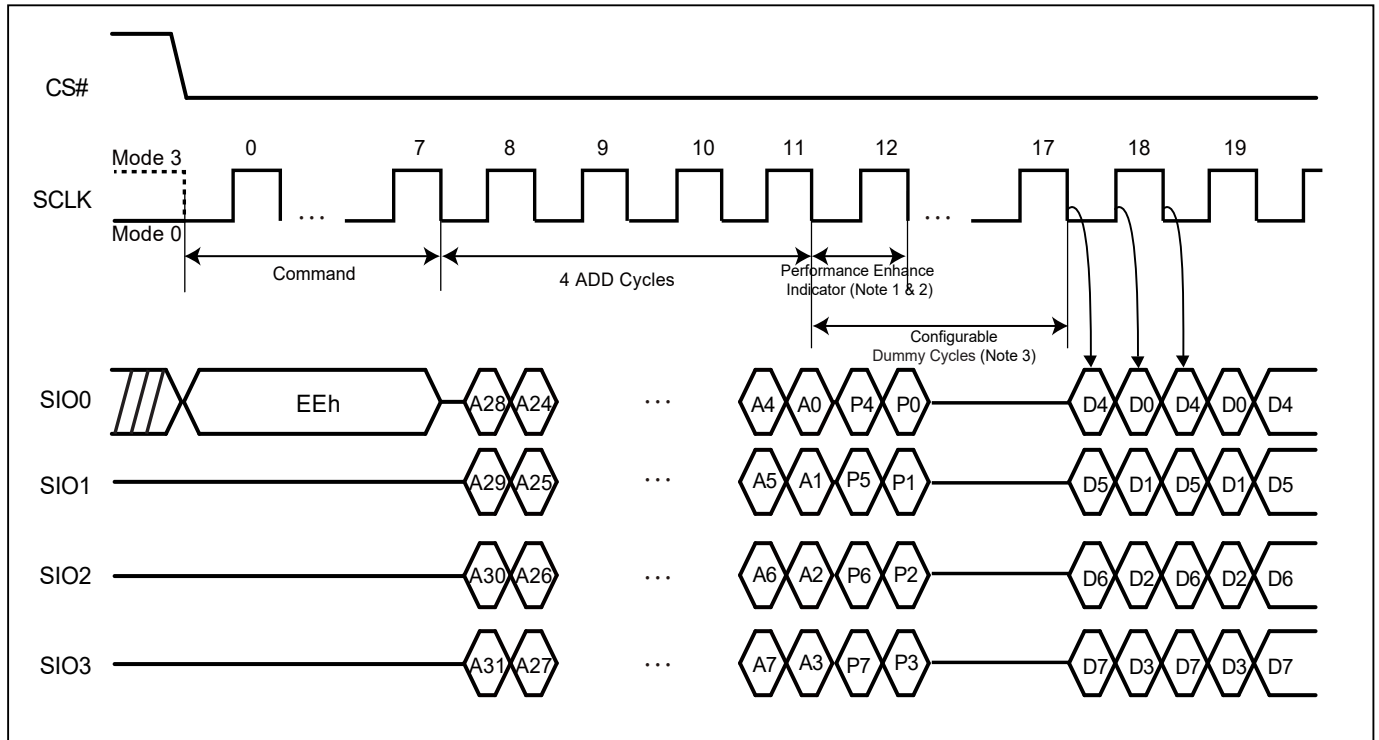 CS#
Mode 3
0 7 8 9 10 11 12 17 18 19
SCLK
... ...
Mode 0
Command
4 ADD Cycles
Performance Enhance
Indicator (Note 1 & 2)
Configurable
Dummy Cycles (Note 3)
SIO0 EEh A28 A24 ... A4 A0 P4 P0 D4 D0 D4 D0 D4
SIO1 A29 A25 ... A5 A1 P5 P1 D5 D1 D5 D1 D5
SIO2 A30 A26 ... A6 A2 P6 P2 D6 D2 D6 D2 D6
SIO3 A31 A27 ... A7 A3 P7 P3 D7 D3 D7 D3 D7